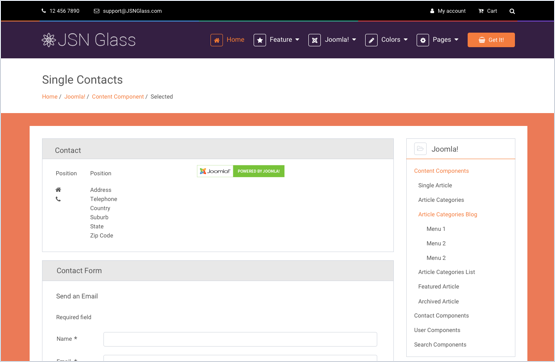 12 456 7890 support@JSNGlass.com My account Cart
JSN Glass Home Feature Joomla! Colors Pages Get It!
Single Contacts
Home / Joomla! / Content Component / Selected
Contact
Position Position
Address
Telephone
Country
Suburb
State
Zip Code
Joomla! POWERED BY JOOMLA!
Contact Form
Send an Email
Required field
Name *
Email *
Joomla!
Content Components
Single Article
Article Categories
Article Categories Blog
Menu 1
Menu 2
Menu 2
Article Categories List
Featured Article
Archived Article
Contact Components
User Components
Search Components